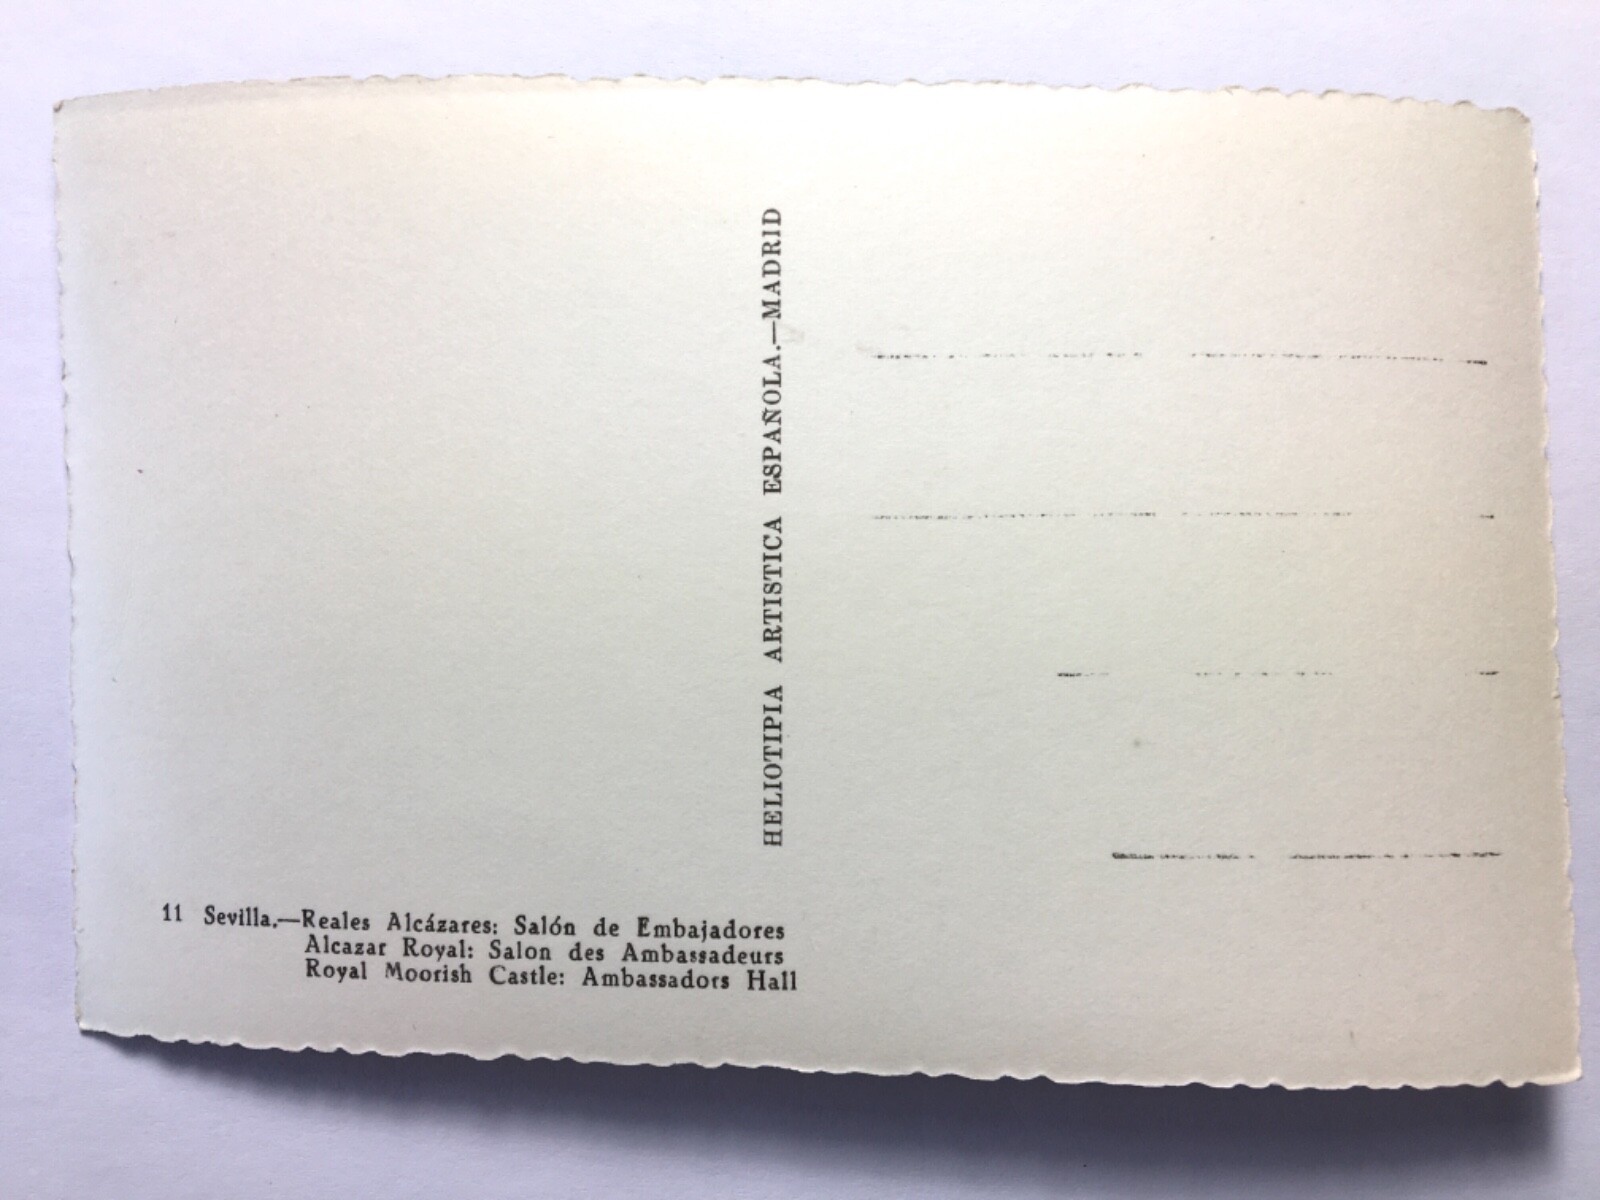 HELIOTIPIA ARTISTICA ESPAÑOLA.—MADRID
11 Sevilla.—Reales Alcázares: Salón de Embajadores
Alcazar Royal: Salon des Ambassadeurs
Royal Moorish Castle: Ambassadors Hall